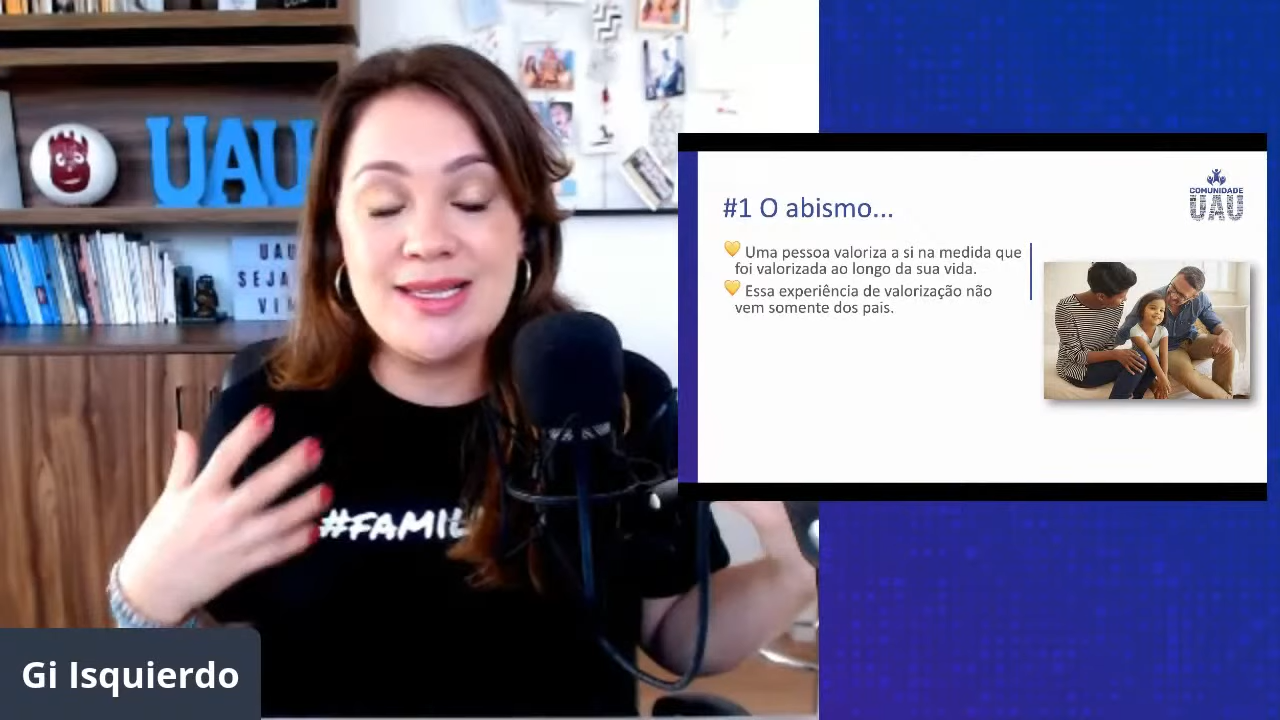 UAU
UAU
SEJA
VI
#FAMIL
Gi Isquierdo
COMUNIDADE
UAU
#1 O abismo...
Uma pessoa valoriza a si na medida que
foi valorizada ao longo da sua vida.
Essa experiência de valorização não
vem somente dos pais.